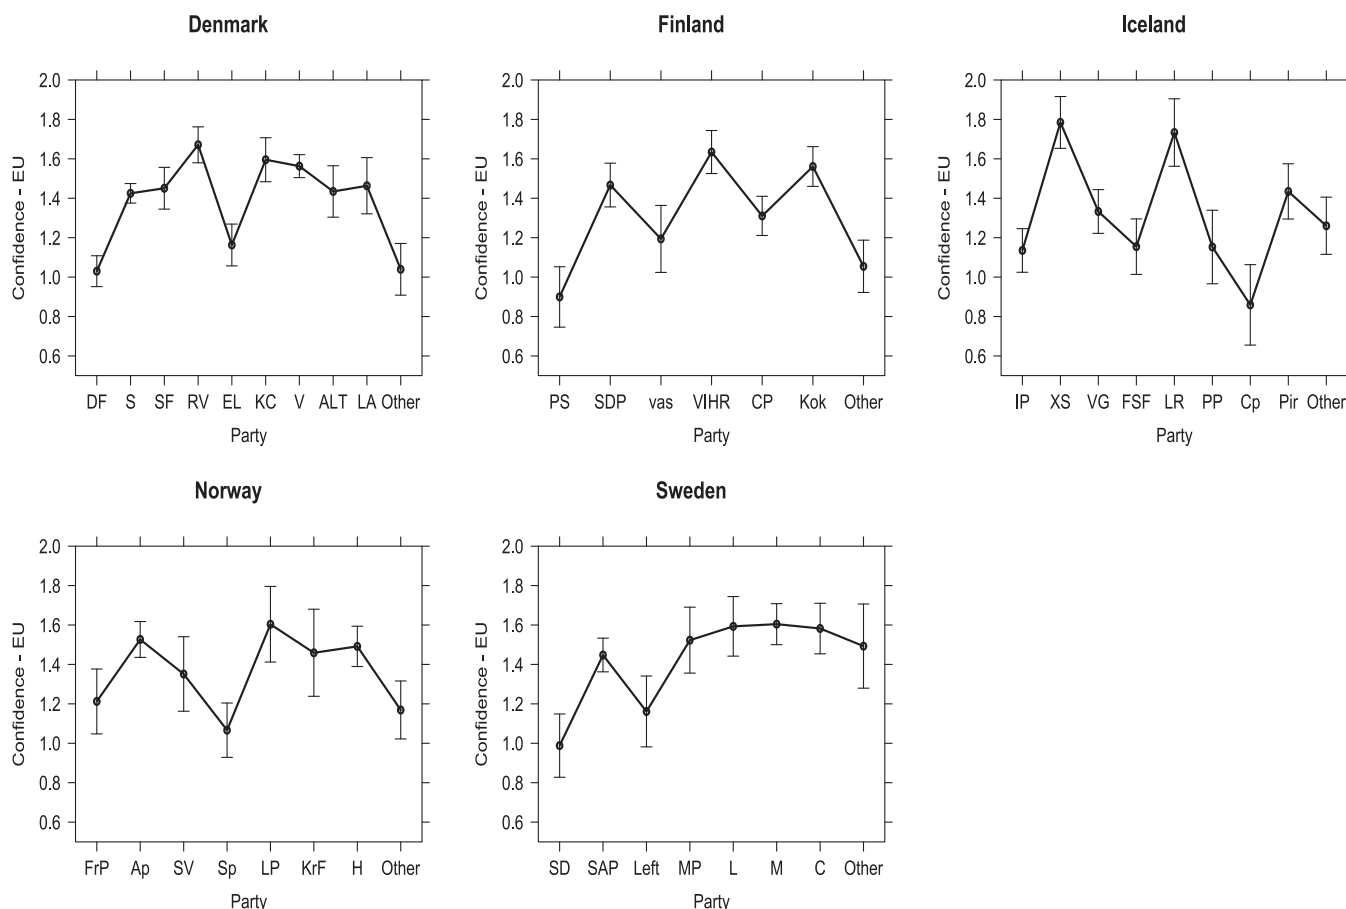 Denmark
Finland
Iceland
2.0
1.8
1.6
1.4
1.2
1.0
0.8
0.6
Confidence - EU
DF S SF RV EL KC V ALT LA Other
Party
2.0
1.8
1.6
1.4
1.2
1.0
0.8
0.6
Confidence - EU
PS SDP vas VIHR CP Kok Other
Party
2.0
1.8
1.6
1.4
1.2
1.0
0.8
0.6
Confidence - EU
IP XS VG FSF LR PP Cp Pir Other
Party
Norway
Sweden
2.0
1.8
1.6
1.4
1.2
1.0
0.8
0.6
Confidence - EU
FrP Ap SV Sp LP KrF H Other
Party
2.0
1.8
1.6
1.4
1.2
1.0
0.8
0.6
Confidence - EU
SD SAP Left MP L M C Other
Party